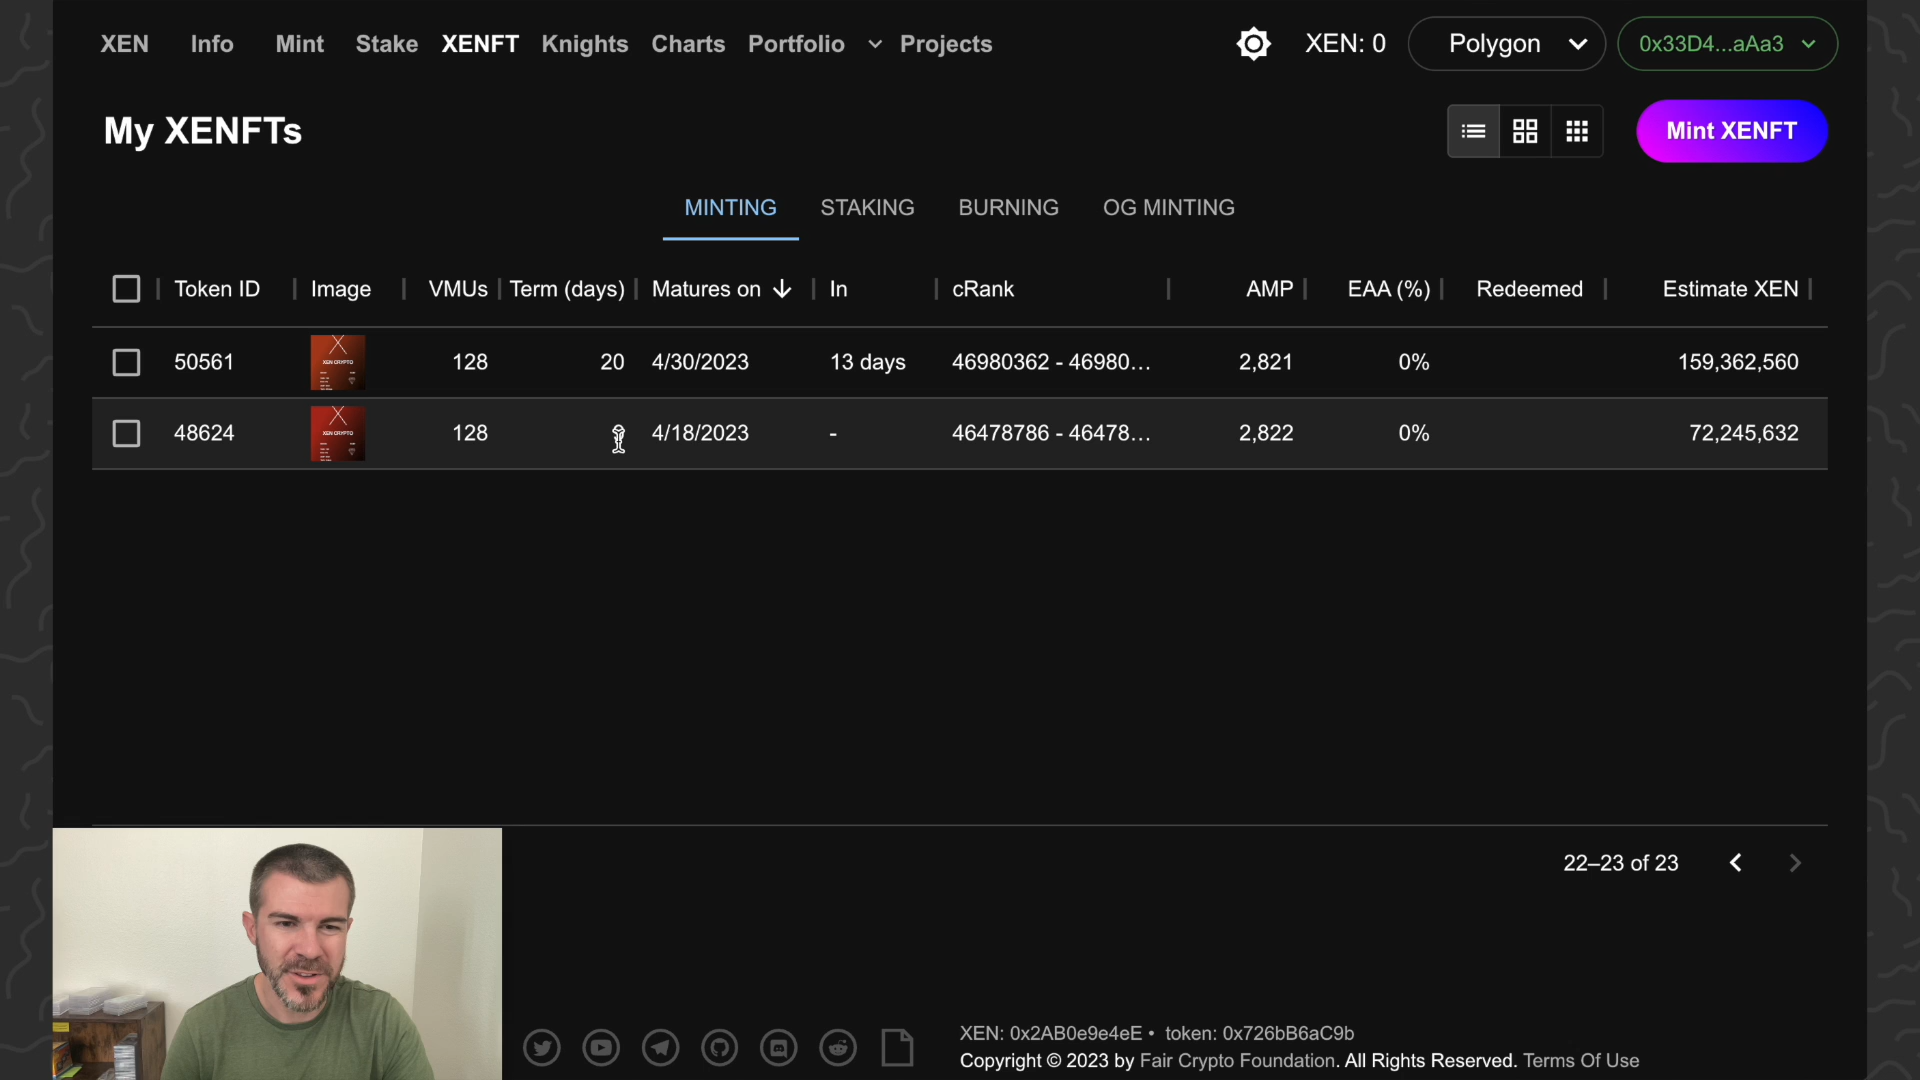 XEN Info Mint Stake XENFT Knights Charts Portfolio Projects XEN: 0 Polygon 0x33D4...aAa3
My XENFTs Mint XENFT
MINTING STAKING BURNING OG MINTING
Token ID Image VMUs Term (days) Matures on In cRank AMP EAA (%) Redeemed Estimate XEN
50561 XEN CRYPTO 128 20 4/30/2023 13 days 46980362 - 46980... 2,821 0% 159,362,560
48624 XEN CRYPTO 128 4/18/2023 - 46478786 - 46478... 2,822 0% 72,245,632
22–23 of 23
XEN: 0x2AB0e9e4eE • token: 0x726bB6aC9b
Copyright © 2023 by Fair Crypto Foundation. All Rights Reserved. Terms Of Use